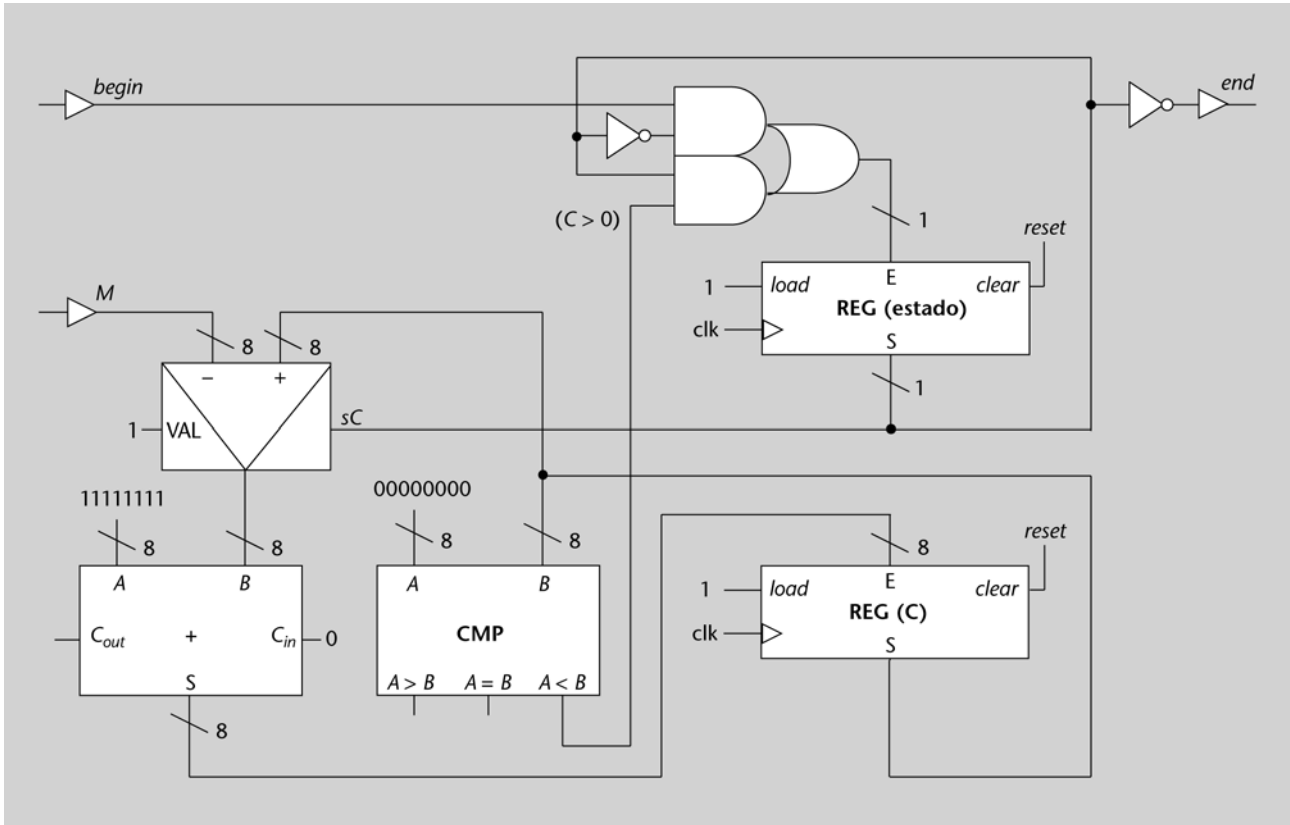 begin
end
(C > 0)
1
reset
1 load E clear
REG (estado)
clk
S
M
8 8
1
– +
1 VAL sC
11111111
00000000
8 8 8 8 8
reset
A B A B
1 load E clear
REG (C)
C_out + C_in 0
CMP
clk
S
S
A > B A = B A < B
8